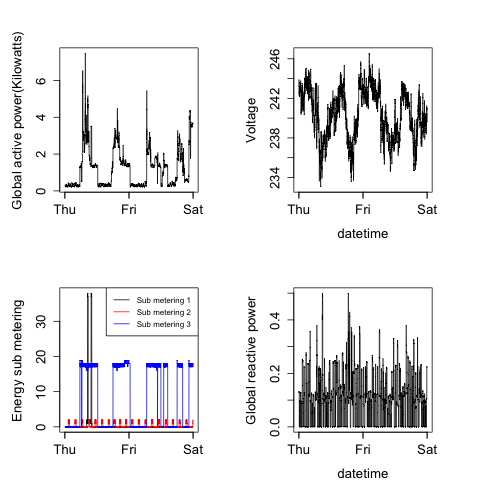 Global active power(Kilowatts)
0 2 4 6
Thu Fri Sat
Voltage
234 238 242 246
Thu Fri Sat
datetime
Energy sub metering
0 10 20 30
Sub metering 1
Sub metering 2
Sub metering 3
Thu Fri Sat
Global reactive power
0.0 0.2 0.4
Thu Fri Sat
datetime